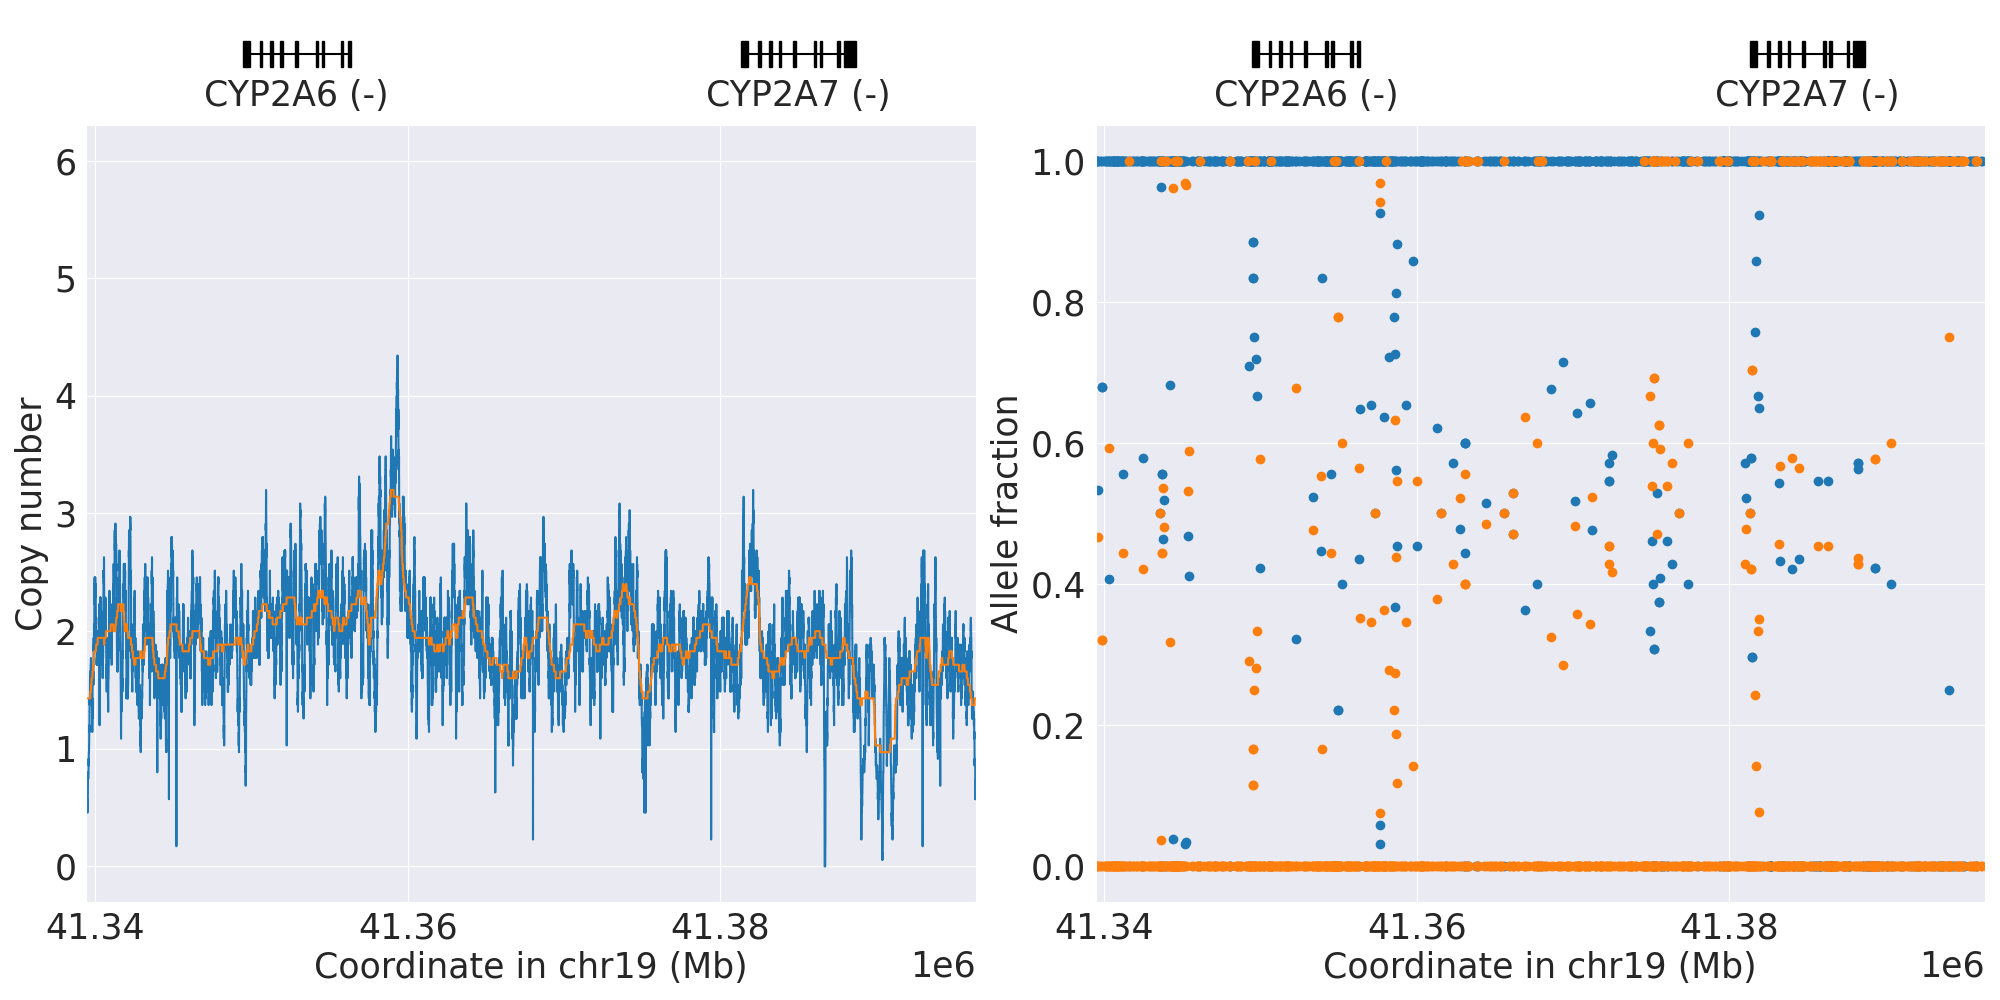 CYP2A6 (-)
CYP2A7 (-)
6
5
4
3
2
1
0
Copy number
41.34
41.36
41.38
Coordinate in chr19 (Mb)
1e6
CYP2A6 (-)
CYP2A7 (-)
1.0
0.8
0.6
0.4
0.2
0.0
Allele fraction
41.34
41.36
41.38
Coordinate in chr19 (Mb)
1e6